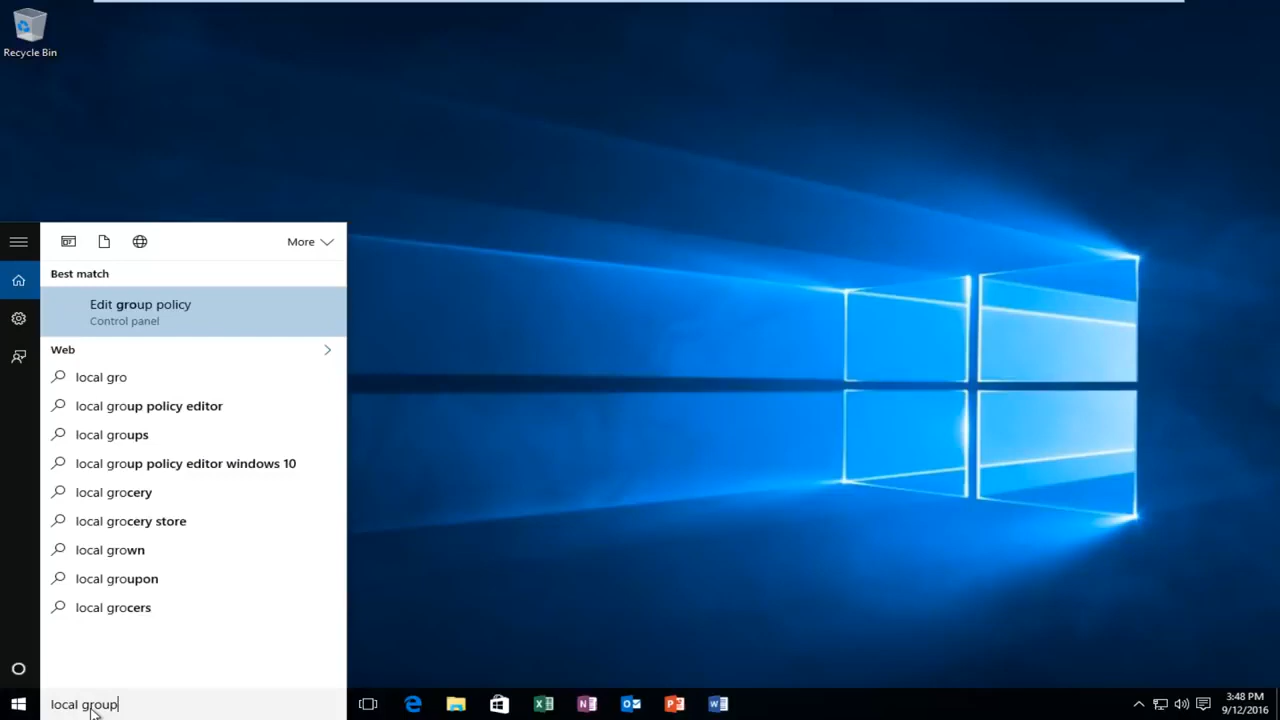 Recycle Bin
More
Best match
Edit group policy
Control panel
Web
local gro
local group policy editor
local groups
local group policy editor windows 10
local grocery
local grocery store
local grown
local groupon
local grocers
local group
3:48 PM
9/12/2016